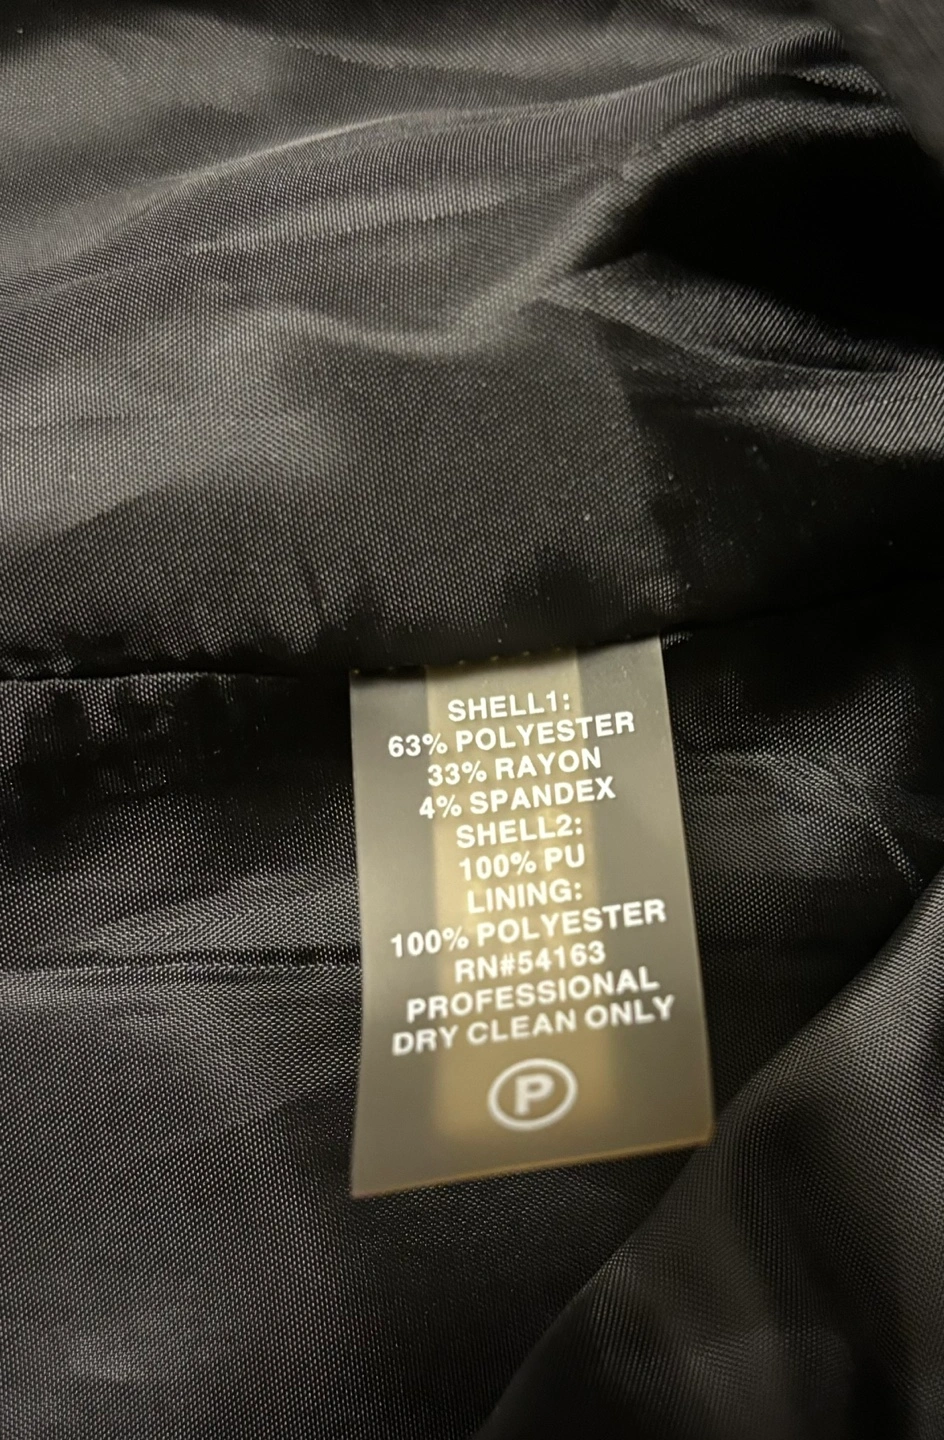 SHELL1:
63% POLYESTER
33% RAYON
4% SPANDEX
SHELL2:
100% PU
LINING:
100% POLYESTER
RN#54163
PROFESSIONAL
DRY CLEAN ONLY
P